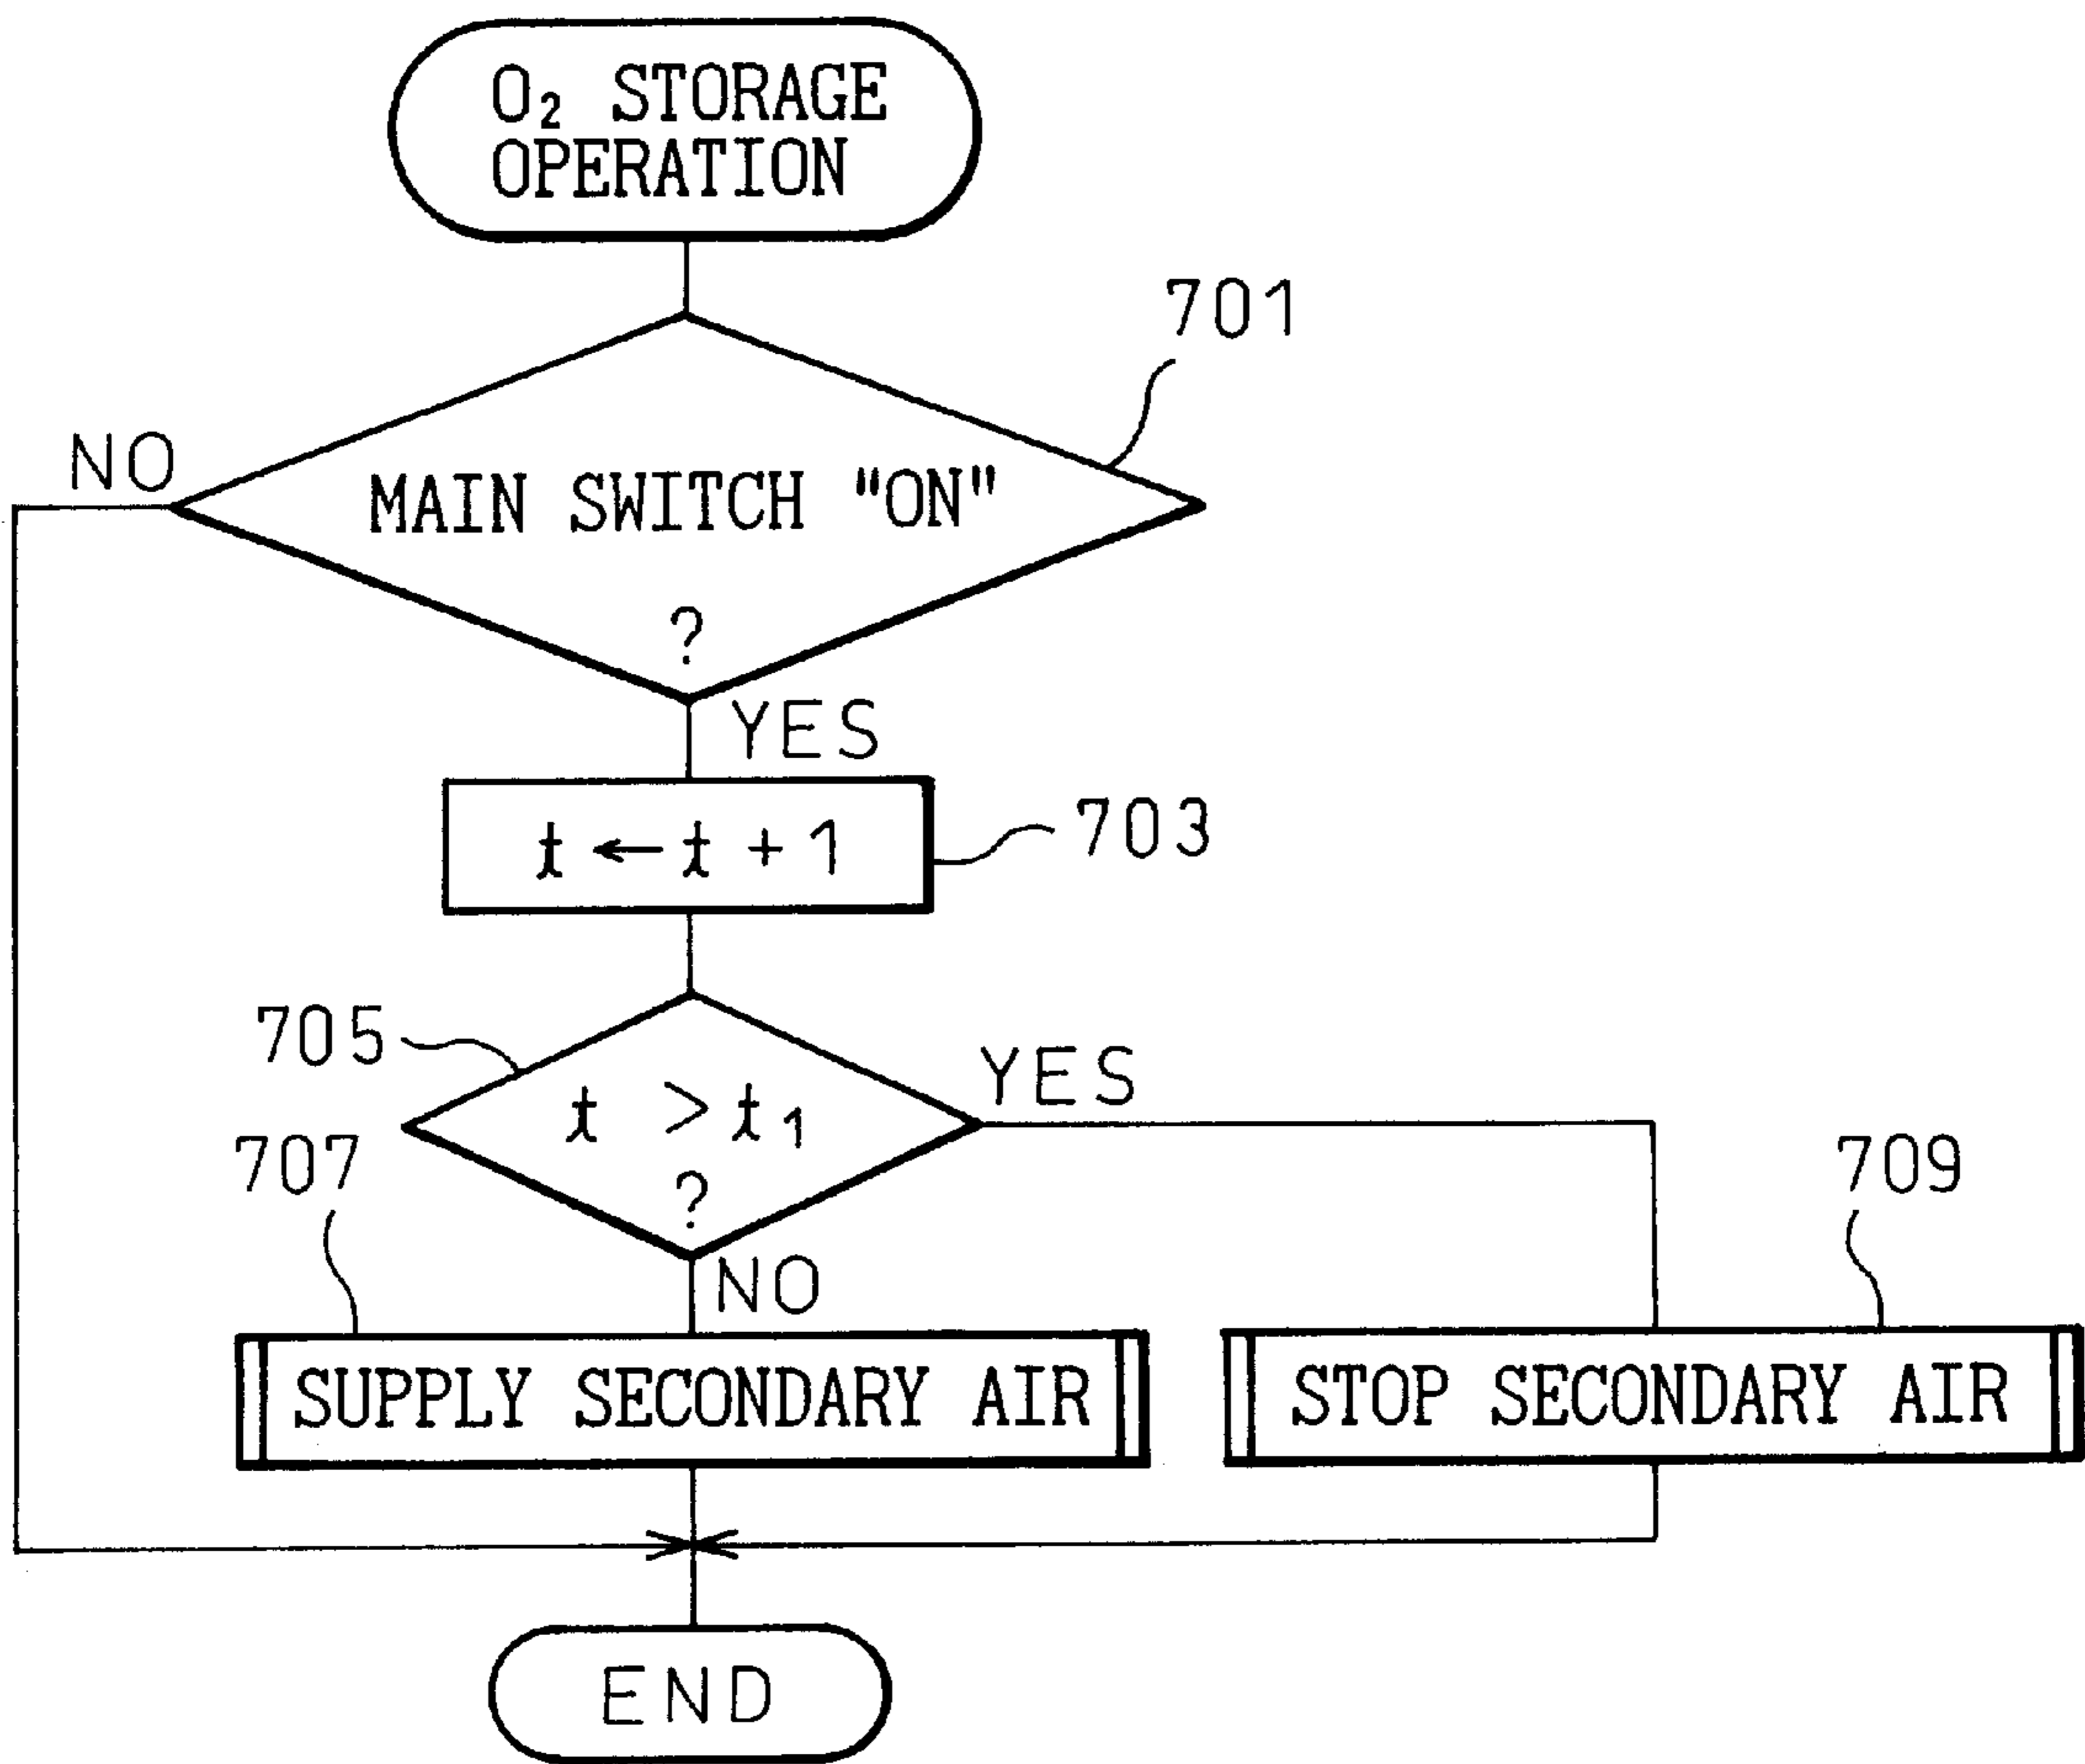 O₂ STORAGE
OPERATION
701
NO
MAIN SWITCH "ON"
?
YES
t ← t + 1
703
705
t > t₁
?
YES
707
709
NO
SUPPLY SECONDARY AIR
STOP SECONDARY AIR
END